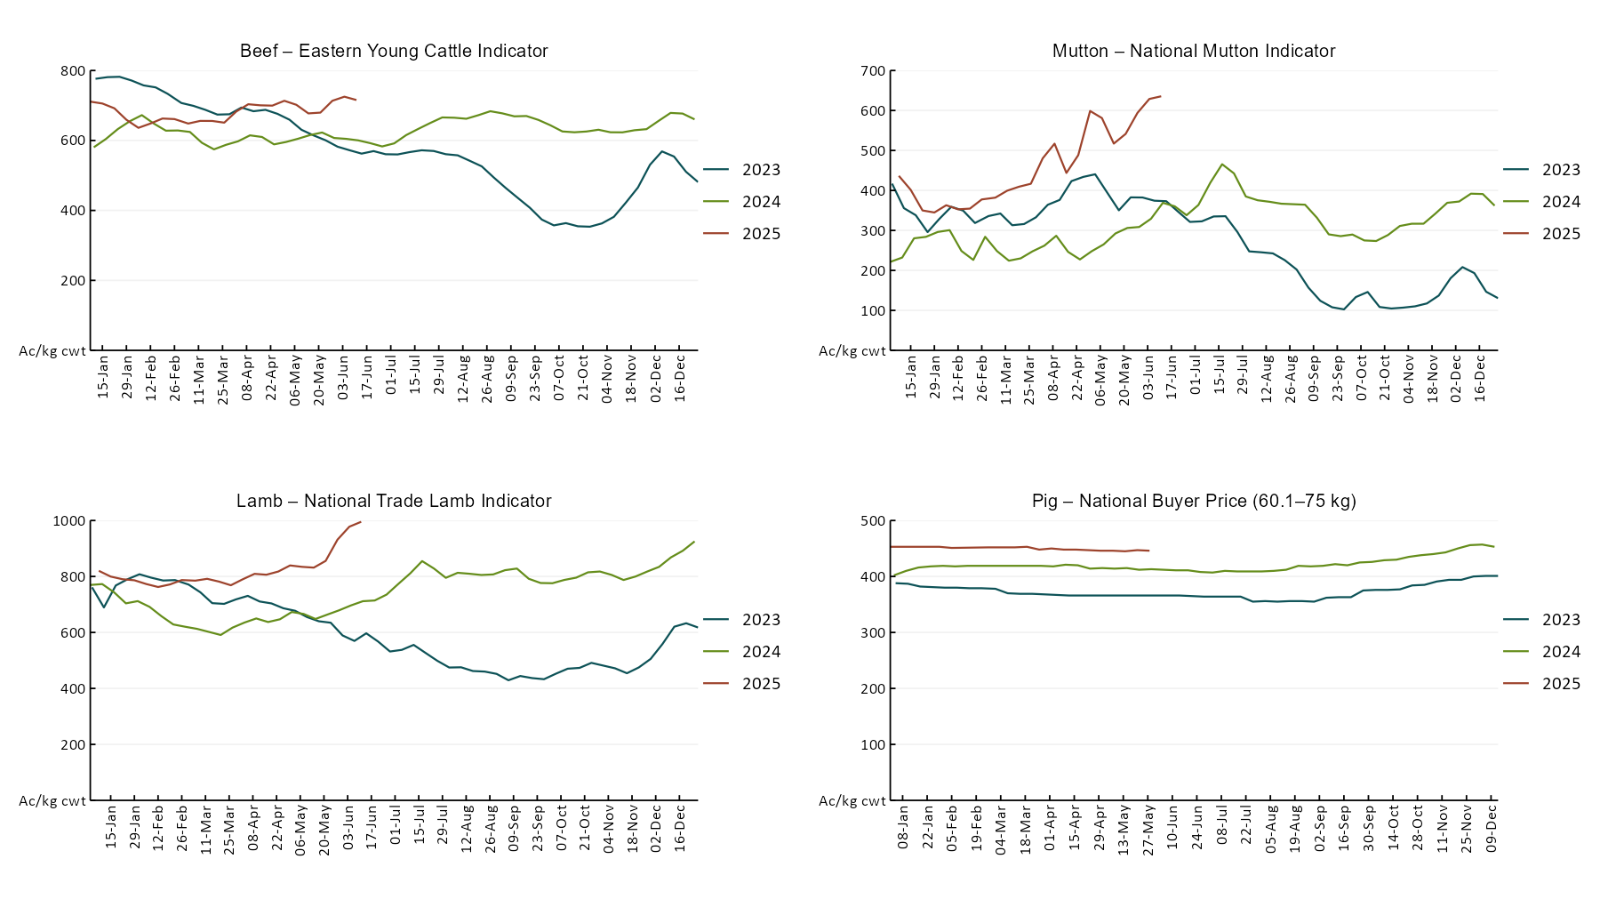 Beef – Eastern Young Cattle Indicator
800
600
400
200
Ac/kg cwt
15-Jan
29-Jan
12-Feb
26-Feb
11-Mar
25-Mar
08-Apr
22-Apr
06-May
20-May
03-Jun
17-Jun
01-Jul
15-Jul
29-Jul
12-Aug
26-Aug
09-Sep
23-Sep
07-Oct
21-Oct
04-Nov
18-Nov
02-Dec
16-Dec
2023
2024
2025
Mutton – National Mutton Indicator
700
600
500
400
300
200
100
Ac/kg cwt
15-Jan
29-Jan
12-Feb
26-Feb
11-Mar
25-Mar
08-Apr
22-Apr
06-May
20-May
03-Jun
17-Jun
01-Jul
15-Jul
29-Jul
12-Aug
26-Aug
09-Sep
23-Sep
07-Oct
21-Oct
04-Nov
18-Nov
02-Dec
16-Dec
2023
2024
2025
Lamb – National Trade Lamb Indicator
1000
800
600
400
200
Ac/kg cwt
15-Jan
29-Jan
12-Feb
26-Feb
11-Mar
25-Mar
08-Apr
22-Apr
06-May
20-May
03-Jun
17-Jun
01-Jul
15-Jul
29-Jul
12-Aug
26-Aug
09-Sep
23-Sep
07-Oct
21-Oct
04-Nov
18-Nov
02-Dec
16-Dec
2023
2024
2025
Pig – National Buyer Price (60.1–75 kg)
500
400
300
200
100
Ac/kg cwt
08-Jan
22-Jan
05-Feb
19-Feb
04-Mar
18-Mar
01-Apr
15-Apr
29-Apr
13-May
27-May
10-Jun
24-Jun
08-Jul
22-Jul
05-Aug
19-Aug
02-Sep
16-Sep
30-Sep
14-Oct
28-Oct
11-Nov
25-Nov
09-Dec
2023
2024
2025